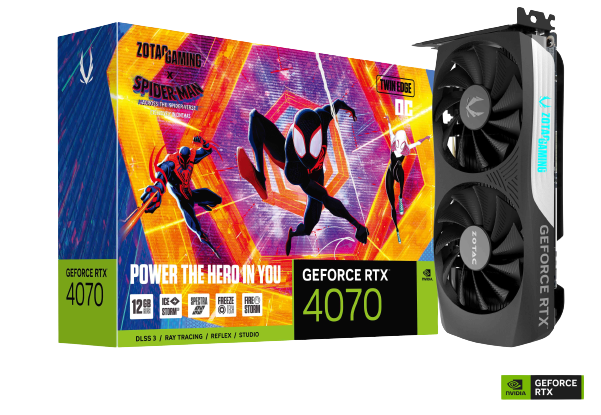 ZOTAC GAMING
X
SPIDER-MAN
ACROSS THE SPIDER-VERSE
TWIN EDGE
OC
POWER THE HERO IN YOU
GEFORCE RTX
4070
GEFORCE RTX
4070
NVIDIA
12GB
ICE STORM
SPECTRA
FREEZE TECH
FIRE STORM
DLSS 3 / RAY TRACING / REFLEX / STUDIO
ZOTAC GAMING
ZOTAC
GEFORCE RTX
NVIDIA
GEFORCE
RTX